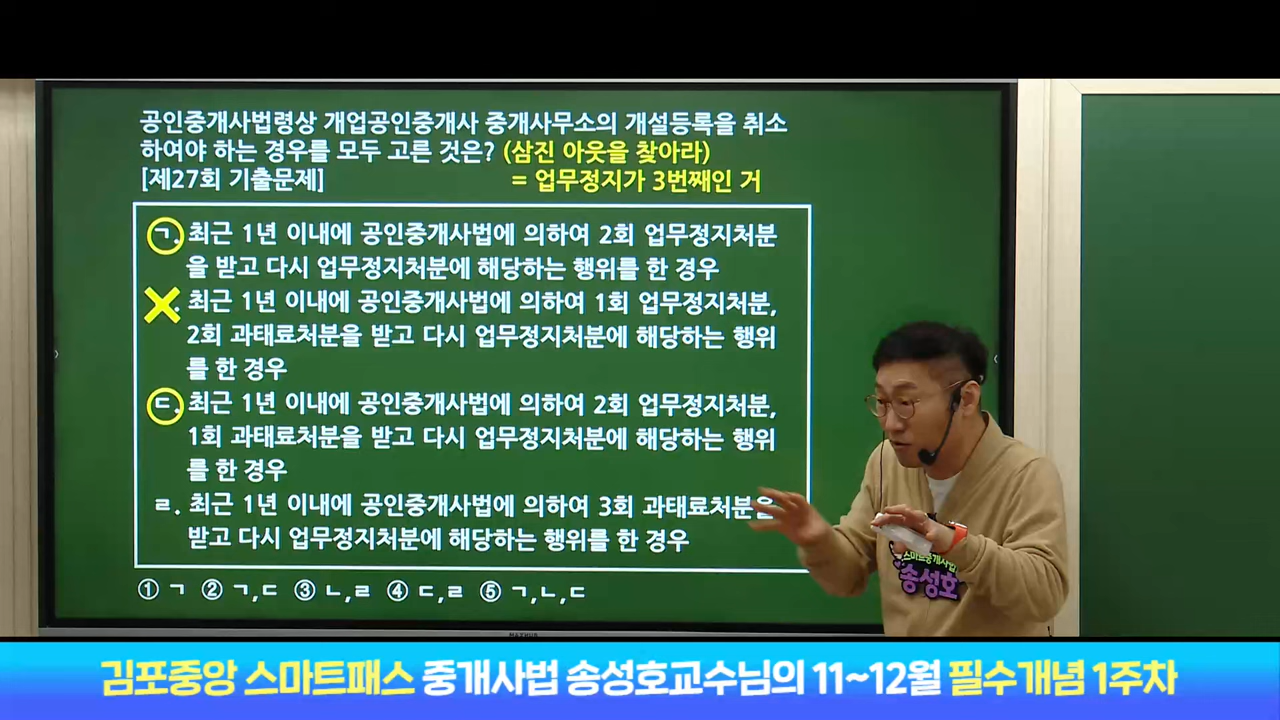 공인중개사법령상 개업공인중개사 중개사무소의 개설등록을 취소
하여야 하는 경우를 모두 고른 것은? (삼진 아웃을 찾아라)
[제27회 기출문제] = 업무정지가 3번째인 거
ㄱ. 최근 1년 이내에 공인중개사법에 의하여 2회 업무정지처분
을 받고 다시 업무정지처분에 해당하는 행위를 한 경우
최근 1년 이내에 공인중개사법에 의하여 1회 업무정지처분,
2회 과태료처분을 받고 다시 업무정지처분에 해당하는 행위
를 한 경우
ㄷ. 최근 1년 이내에 공인중개사법에 의하여 2회 업무정지처분,
1회 과태료처분을 받고 다시 업무정지처분에 해당하는 행위
를 한 경우
ㄹ. 최근 1년 이내에 공인중개사법에 의하여 3회 과태료처분을
받고 다시 업무정지처분에 해당하는 행위를 한 경우
① ㄱ ② ㄱ,ㄷ ③ ㄴ,ㄹ ④ ㄷ,ㄹ ⑤ ㄱ,ㄴ,ㄷ
스마트중개사법
송성호
MAXHUB
김포중앙 스마트패스 중개사법 송성호교수님의 11~12월 필수개념 1주차